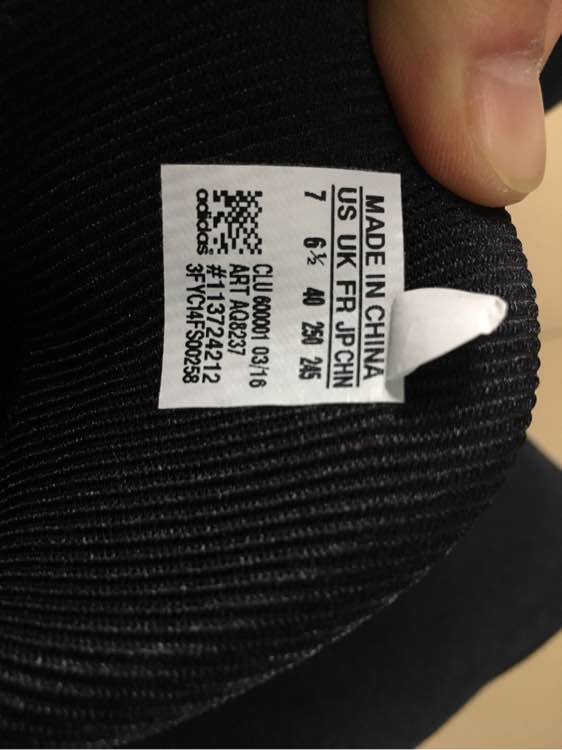 MADE IN CHINA
US UK FR JP CHN
7 6½ 40 250 245
adidas
CLU 600001 03/16
ART AQ8237
#113724212
3FYCI4FS00258